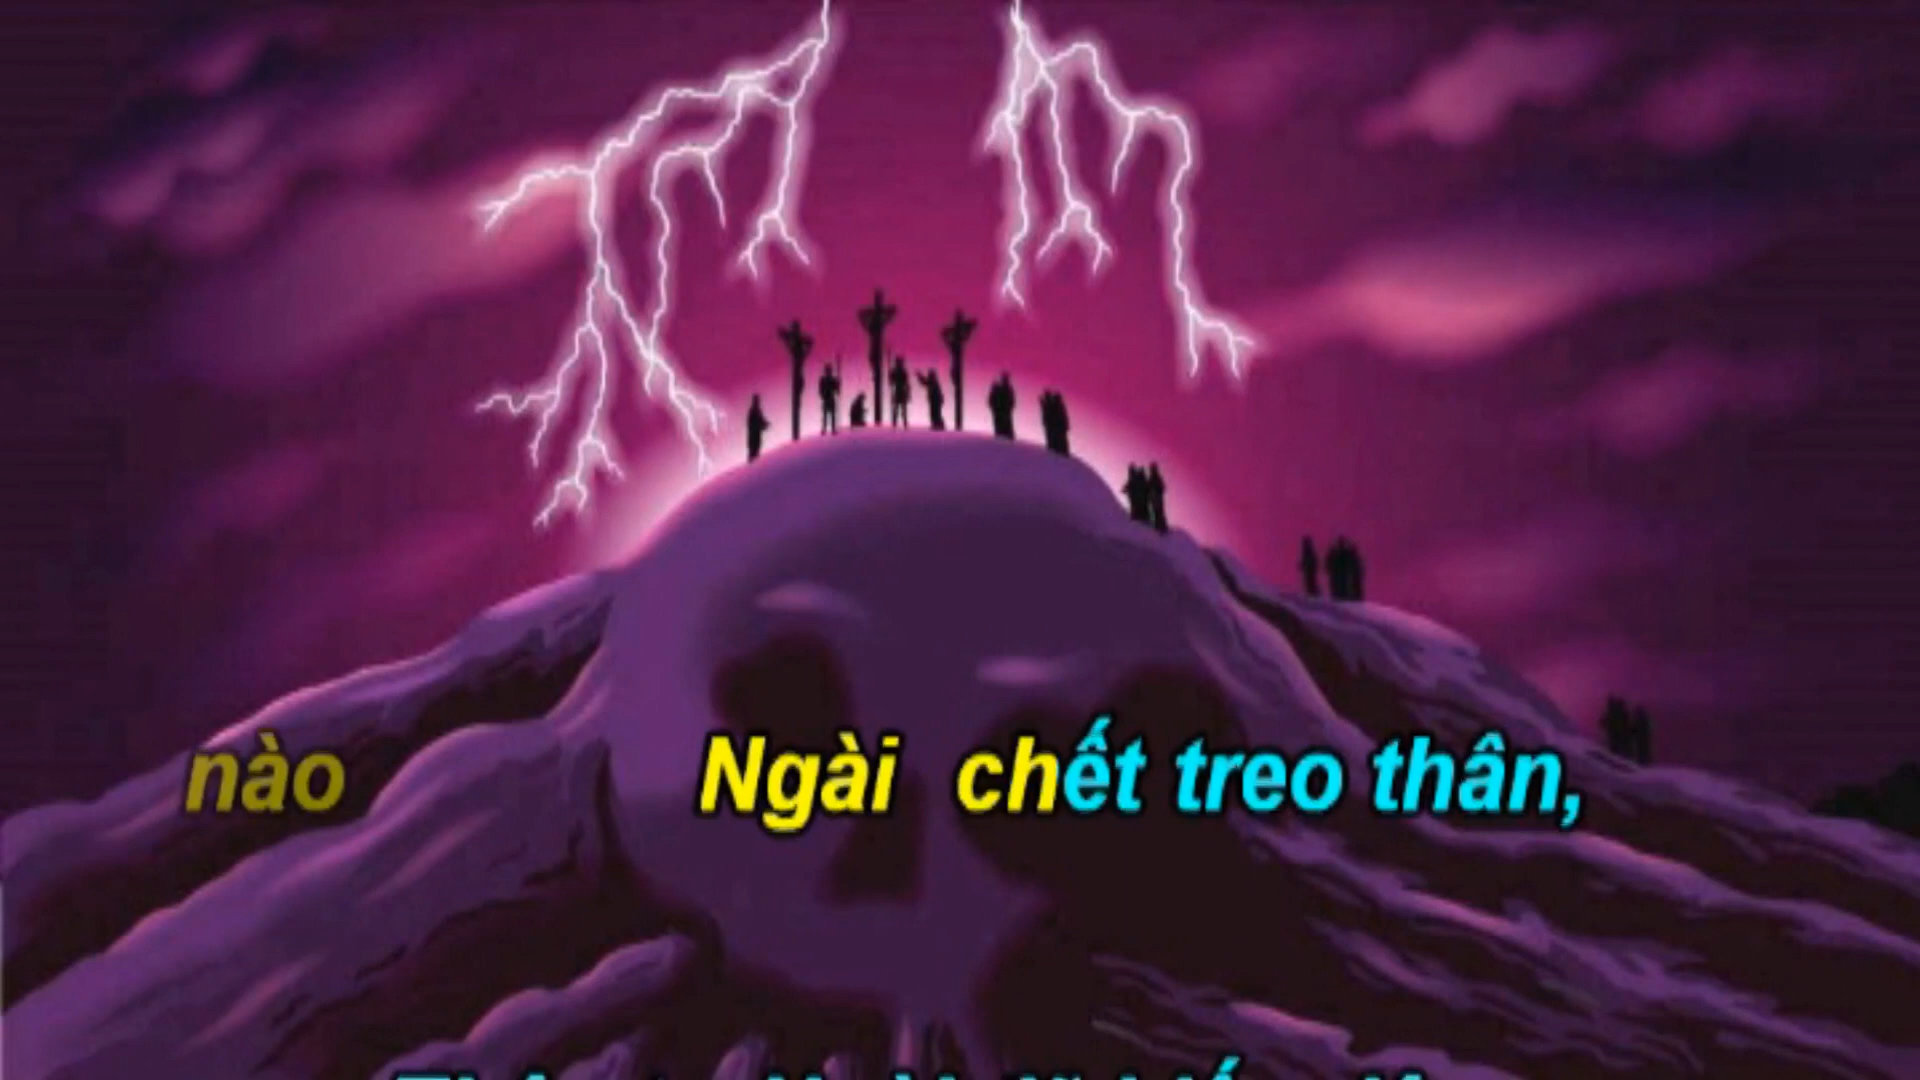 nào Ngài chết treo thân,